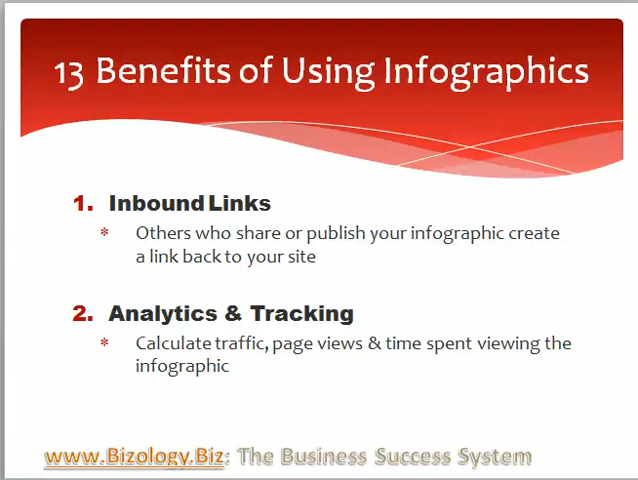 13 Benefits of Using Infographics
1. Inbound Links
* Others who share or publish your infographic create
a link back to your site
2. Analytics & Tracking
* Calculate traffic, page views & time spent viewing the
infographic
www.Bizology.Biz: The Business Success System